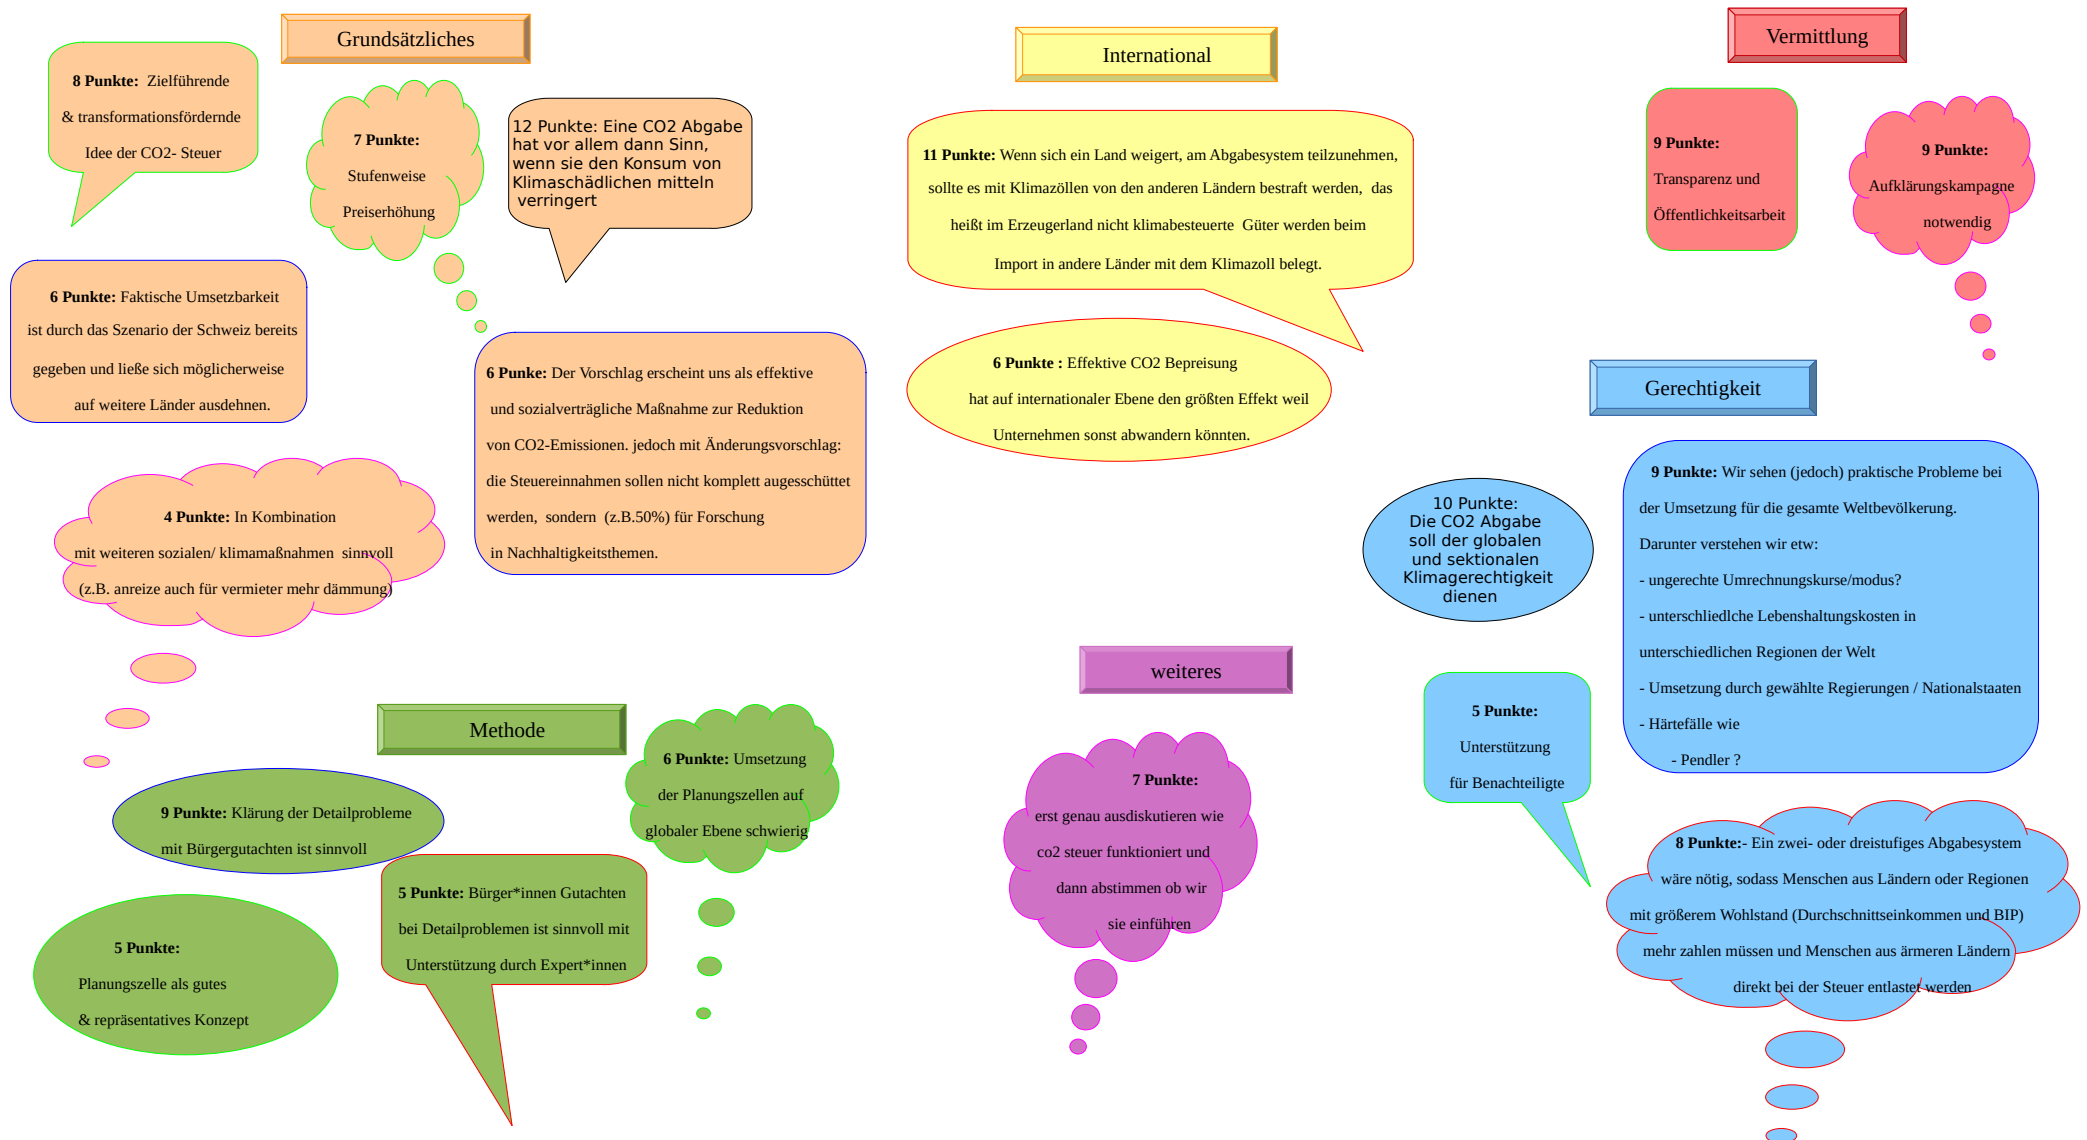 Grundsätzliches
8 Punkte: Zielführende
& transformationsfördernde
Idee der CO2- Steuer
7 Punkte:
Stufenweise
Preiserhöhung
12 Punkte: Eine CO2 Abgabe
hat vor allem dann Sinn,
wenn sie den Konsum von
Klimaschädlichen mitteln
verringert
6 Punkte: Faktische Umsetzbarkeit
ist durch das Szenario der Schweiz bereits
gegeben und ließe sich möglicherweise
auf weitere Länder ausdehnen.
6 Punke: Der Vorschlag erscheint uns als effektive
und sozialverträgliche Maßnahme zur Reduktion
von CO2-Emissionen. jedoch mit Änderungsvorschlag:
die Steuereinnahmen sollen nicht komplett augesschüttet
werden, sondern (z.B.50%) für Forschung
in Nachhaltigkeitsthemen.
4 Punkte: In Kombination
mit weiteren sozialen/ klimamaßnahmen sinnvoll
(z.B. anreize auch für vermieter mehr dämmung)
International
11 Punkte: Wenn sich ein Land weigert, am Abgabesystem teilzunehmen,
sollte es mit Klimazöllen von den anderen Ländern bestraft werden, das
heißt im Erzeugerland nicht klimabesteuerte Güter werden beim
Import in andere Länder mit dem Klimazoll belegt.
6 Punkte : Effektive CO2 Bepreisung
hat auf internationaler Ebene den größten Effekt weil
Unternehmen sonst abwandern könnten.
Vermittlung
9 Punkte:
Transparenz und
Öffentlichkeitsarbeit
9 Punkte:
Aufklärungskampagne
notwendig
Gerechtigkeit
10 Punkte:
Die CO2 Abgabe
soll der globalen
und sektionalen
Klimagerechtigkeit
dienen
9 Punkte: Wir sehen (jedoch) praktische Probleme bei
der Umsetzung für die gesamte Weltbevölkerung.
Darunter verstehen wir etw:
- ungerechte Umrechnungskurse/modus?
- unterschiedlche Lebenshaltungskosten in
unterschiedlichen Regionen der Welt
- Umsetzung durch gewählte Regierungen / Nationalstaaten
- Härtefälle wie
- Pendler ?
5 Punkte:
Unterstützung
für Benachteiligte
8 Punkte:- Ein zwei- oder dreistufiges Abgabesystem
wäre nötig, sodass Menschen aus Ländern oder Regionen
mit größerem Wohlstand (Durchschnittseinkommen und BIP)
mehr zahlen müssen und Menschen aus ärmeren Ländern
direkt bei der Steuer entlastet werden
Methode
6 Punkte: Umsetzung
der Planungszellen auf
globaler Ebene schwierig
9 Punkte: Klärung der Detailprobleme
mit Bürgergutachten ist sinnvoll
5 Punkte: Bürger*innen Gutachten
bei Detailproblemen ist sinnvoll mit
Unterstützung durch Expert*innen
5 Punkte:
Planungszelle als gutes
& repräsentatives Konzept
weiteres
7 Punkte:
erst genau ausdiskutieren wie
co2 steuer funktioniert und
dann abstimmen ob wir
sie einführen